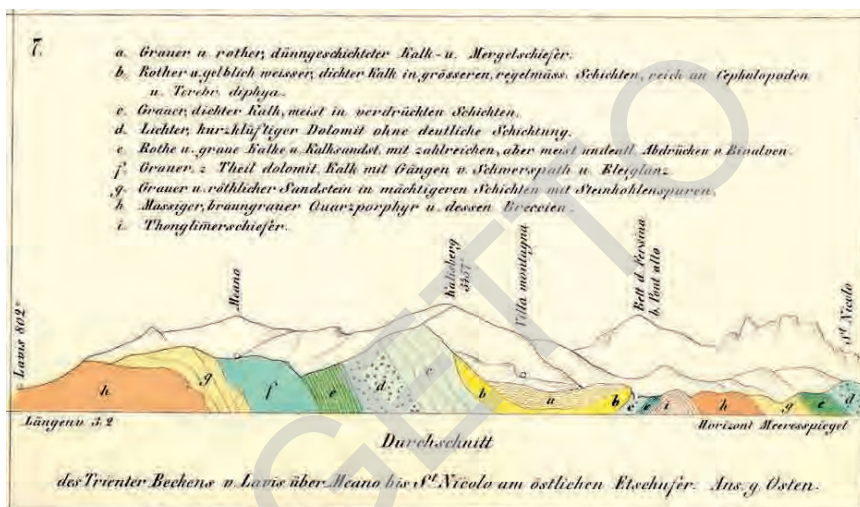 7.
a. Grauer u. rother, dünngeschichteter Kalk- u. Mergelschiefer.
b. Rother u. gelblich weisser, dichter Kalk in grösseren, regelmäss. Schichten, reich an Cephalopoden
u. Terebr. diphya.
c. Grauer, dichter Kalk, meist in verdrückten Schichten.
d. Lichter, kurzklüftiger Dolomit ohne deutliche Schichtung.
e Rothe u. graue Kalke u. Kalksandst. mit zahlreichen, aber meist undeutl. Abdrücken v. Bivalven.
f. Grauer, z Theil dolomit. Kalk mit Gängen v. Schwerspath u. Bleiglanz.
g. Grauer u. röthlicher Sandstein in mächtigeren Schichten mit Steinkohlenspuren.
h Massiger, braungrauer Quarzporphyr u. dessen Breccien.
i. Thonglimerschiefer.
Lavis 802°
Meano
Kalisberg
3457°
Villa montagna
Bett d. Fersina
b. Pont alto
St Nicolo
h g f e d c b a b e i h g e d
Längenv. 3:2
Horizont Meeresspiegel
Durchschnitt
des Trienter Beckens v. Lavis über Meano bis St Nicolo am östlichen Etschufer. Ans. g. Osten.
GETTO